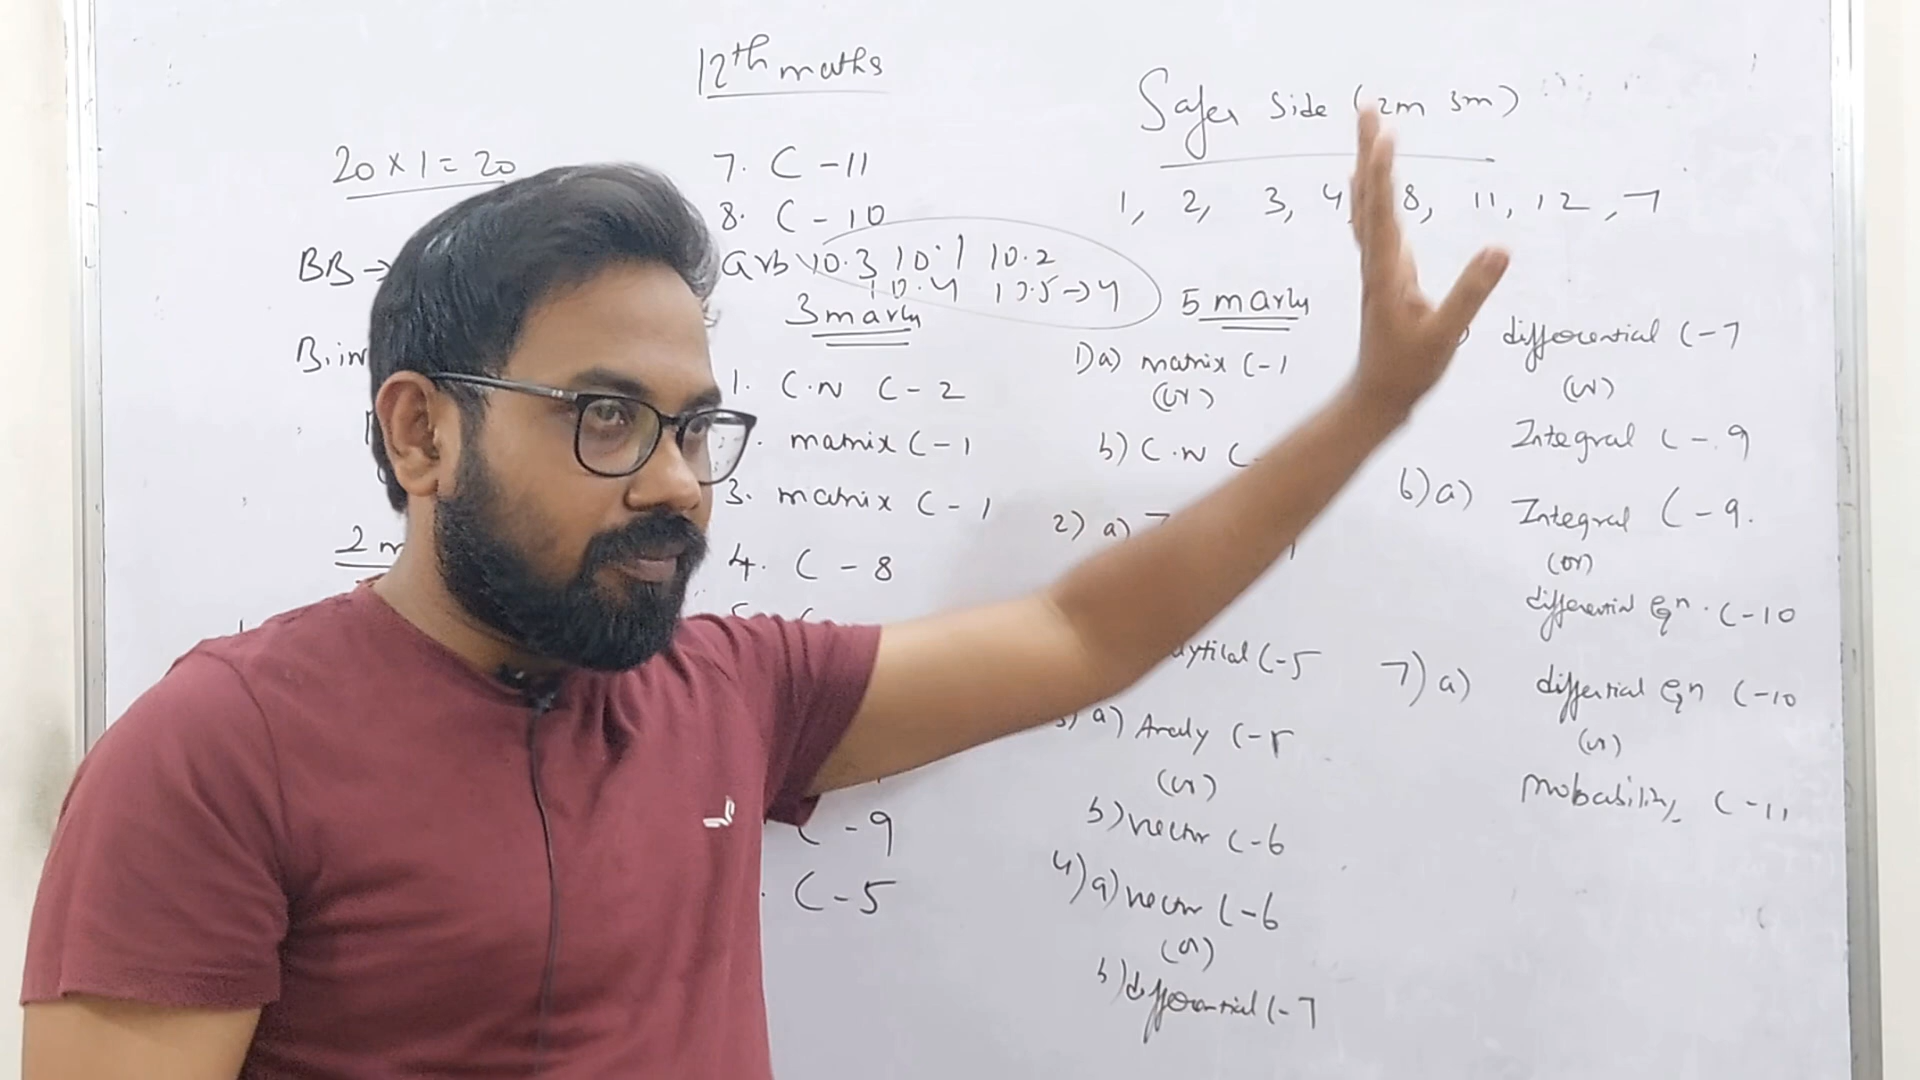 12th maths
20 x 1 = 20
BB →
B.in
2 m
7. C - 11
8. C - 10
10.3 10.1 10.2
10.4 10.5 → 4
3 mark
1. C.N C - 2
. matrix C - 1
3. matrix C - 1
4. C - 8
C - 9
. C - 5
Safer Side (2m 3m)
1, 2, 3, 4, 8, 11, 12, 7
5 mark
1) a) matrix C - 1
(or)
b) C.N C -
2) a)
lytical C - 5
3) a) Analy C - 5
(or)
b) vector C - 6
4) a) vector C - 6
(or)
b) differential C - 7
differential C - 7
(or)
Integral C - 9
6) a) Integral C - 9.
(or)
differential Eqn. C - 10
7) a) differential Eqn C - 10
(or)
Probability C - 11